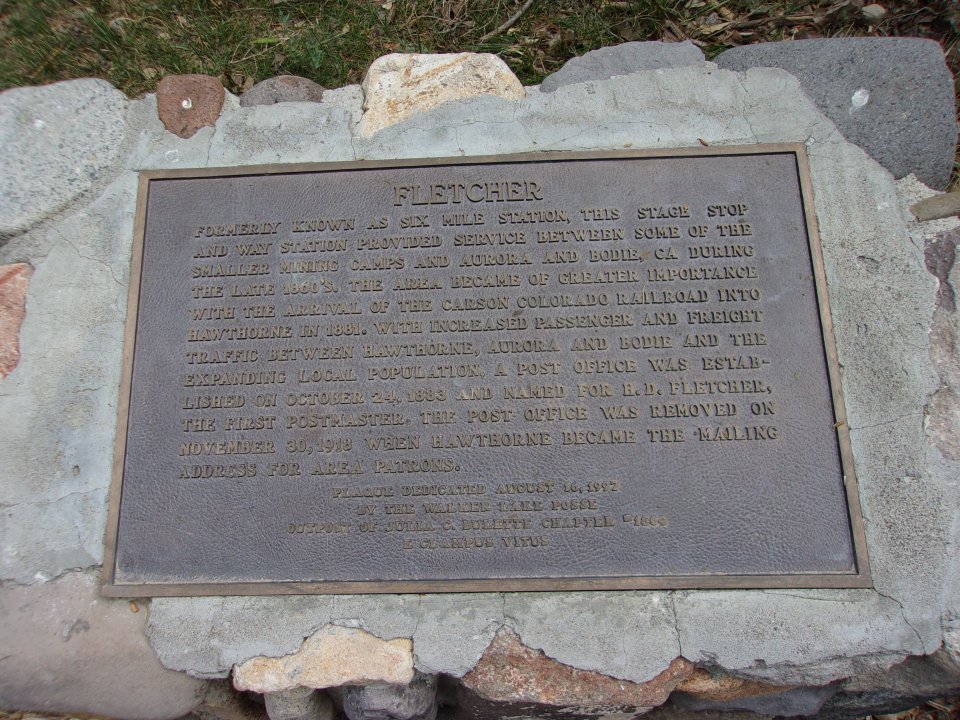 FLETCHER
FORMERLY KNOWN AS SIX MILE STATION, THIS STAGE STOP
AND WAY STATION PROVIDED SERVICE BETWEEN SOME OF THE
SMALLER MINING CAMPS AND AURORA AND BODIE, CA DURING
THE LATE 1860'S. THE AREA BECAME OF GREATER IMPORTANCE
WITH THE ARRIVAL OF THE CARSON COLORADO RAILROAD INTO
HAWTHORNE IN 1881. WITH INCREASED PASSENGER AND FREIGHT
TRAFFIC BETWEEN HAWTHORNE, AURORA AND BODIE AND THE
EXPANDING LOCAL POPULATION, A POST OFFICE WAS ESTAB-
LISHED ON OCTOBER 24, 1883 AND NAMED FOR H. D. FLETCHER,
THE FIRST POSTMASTER. THE POST OFFICE WAS REMOVED ON
NOVEMBER 30, 1918 WHEN HAWTHORNE BECAME THE MAILING
ADDRESS FOR AREA PATRONS.
PLAQUE DEDICATED AUGUST 16, 1997
BY THE WALKER LAKE POSSE
OUTPOST OF JULIA C. BULETTE CHAPTER #1864
E CLAMPUS VITUS